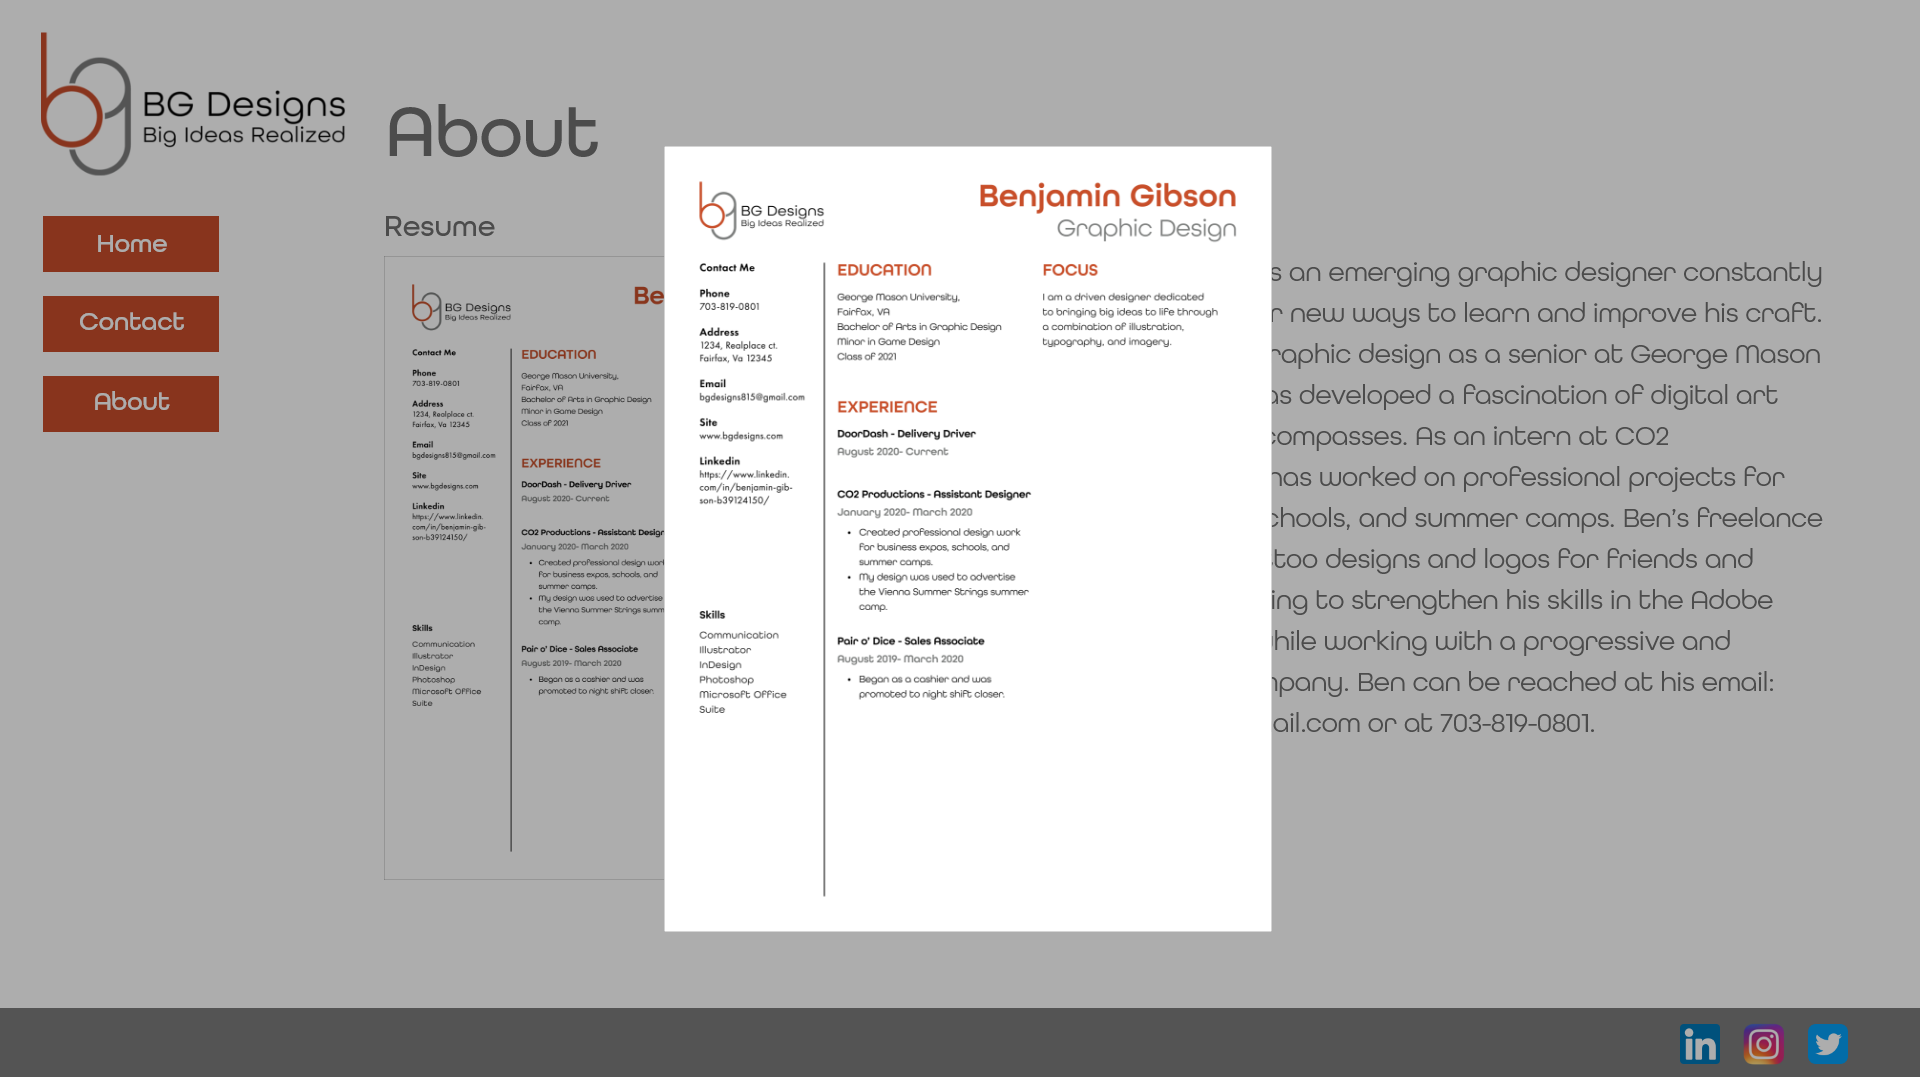 BG Designs
Big Ideas Realized
About
Home
Contact
About
Resume
BG Designs
Big Ideas Realized
Be
Contact Me
Phone
703-819-0801
Address
1234, Realplace ct.
Fairfax, Va 12345
Email
bgdesigns815@gmail.com
Site
www.bgdesigns.com
Linkedin
https://www.linkedin.
com/in/benjamin-gib-
son-b39124150/
Skills
Communication
Illustrator
InDesign
Photoshop
Microsoft Office
Suite
EDUCATION
George Mason University,
Fairfax, VA
Bachelor of Arts in Graphic Design
Minor in Game Design
Class of 2021
EXPERIENCE
DoorDash - Delivery Driver
August 2020- Current
CO2 Productions - Assistant Design
January 2020- March 2020
• Created professional design work
for business expos, schools, and
summer camps.
• My design was used to advertise
the Vienna Summer Strings summ
camp.
Pair o' Dice - Sales Associate
August 2019- March 2020
• Began as a cashier and was
promoted to night shift closer.
BG Designs
Big Ideas Realized
Benjamin Gibson
Graphic Design
Contact Me
Phone
703-819-0801
Address
1234, Realplace ct.
Fairfax, Va 12345
Email
bgdesigns815@gmail.com
Site
www.bgdesigns.com
Linkedin
https://www.linkedin.
com/in/benjamin-gib-
son-b39124150/
Skills
Communication
Illustrator
InDesign
Photoshop
Microsoft Office
Suite
EDUCATION
George Mason University,
Fairfax, VA
Bachelor of Arts in Graphic Design
Minor in Game Design
Class of 2021
EXPERIENCE
DoorDash - Delivery Driver
August 2020- Current
CO2 Productions - Assistant Designer
January 2020- March 2020
• Created professional design work
for business expos, schools, and
summer camps.
• My design was used to advertise
the Vienna Summer Strings summer
camp.
Pair o' Dice - Sales Associate
August 2019- March 2020
• Began as a cashier and was
promoted to night shift closer.
FOCUS
I am a driven designer dedicated
to bringing big ideas to life through
a combination of illustration,
typography, and imagery.
s an emerging graphic designer constantly
r new ways to learn and improve his craft.
raphic design as a senior at George Mason
as developed a fascination of digital art
compasses. As an intern at CO2
has worked on professional projects for
chools, and summer camps. Ben's freelance
too designs and logos for friends and
ing to strengthen his skills in the Adobe
hile working with a progressive and
mpany. Ben can be reached at his email:
ail.com or at 703-819-0801.
in